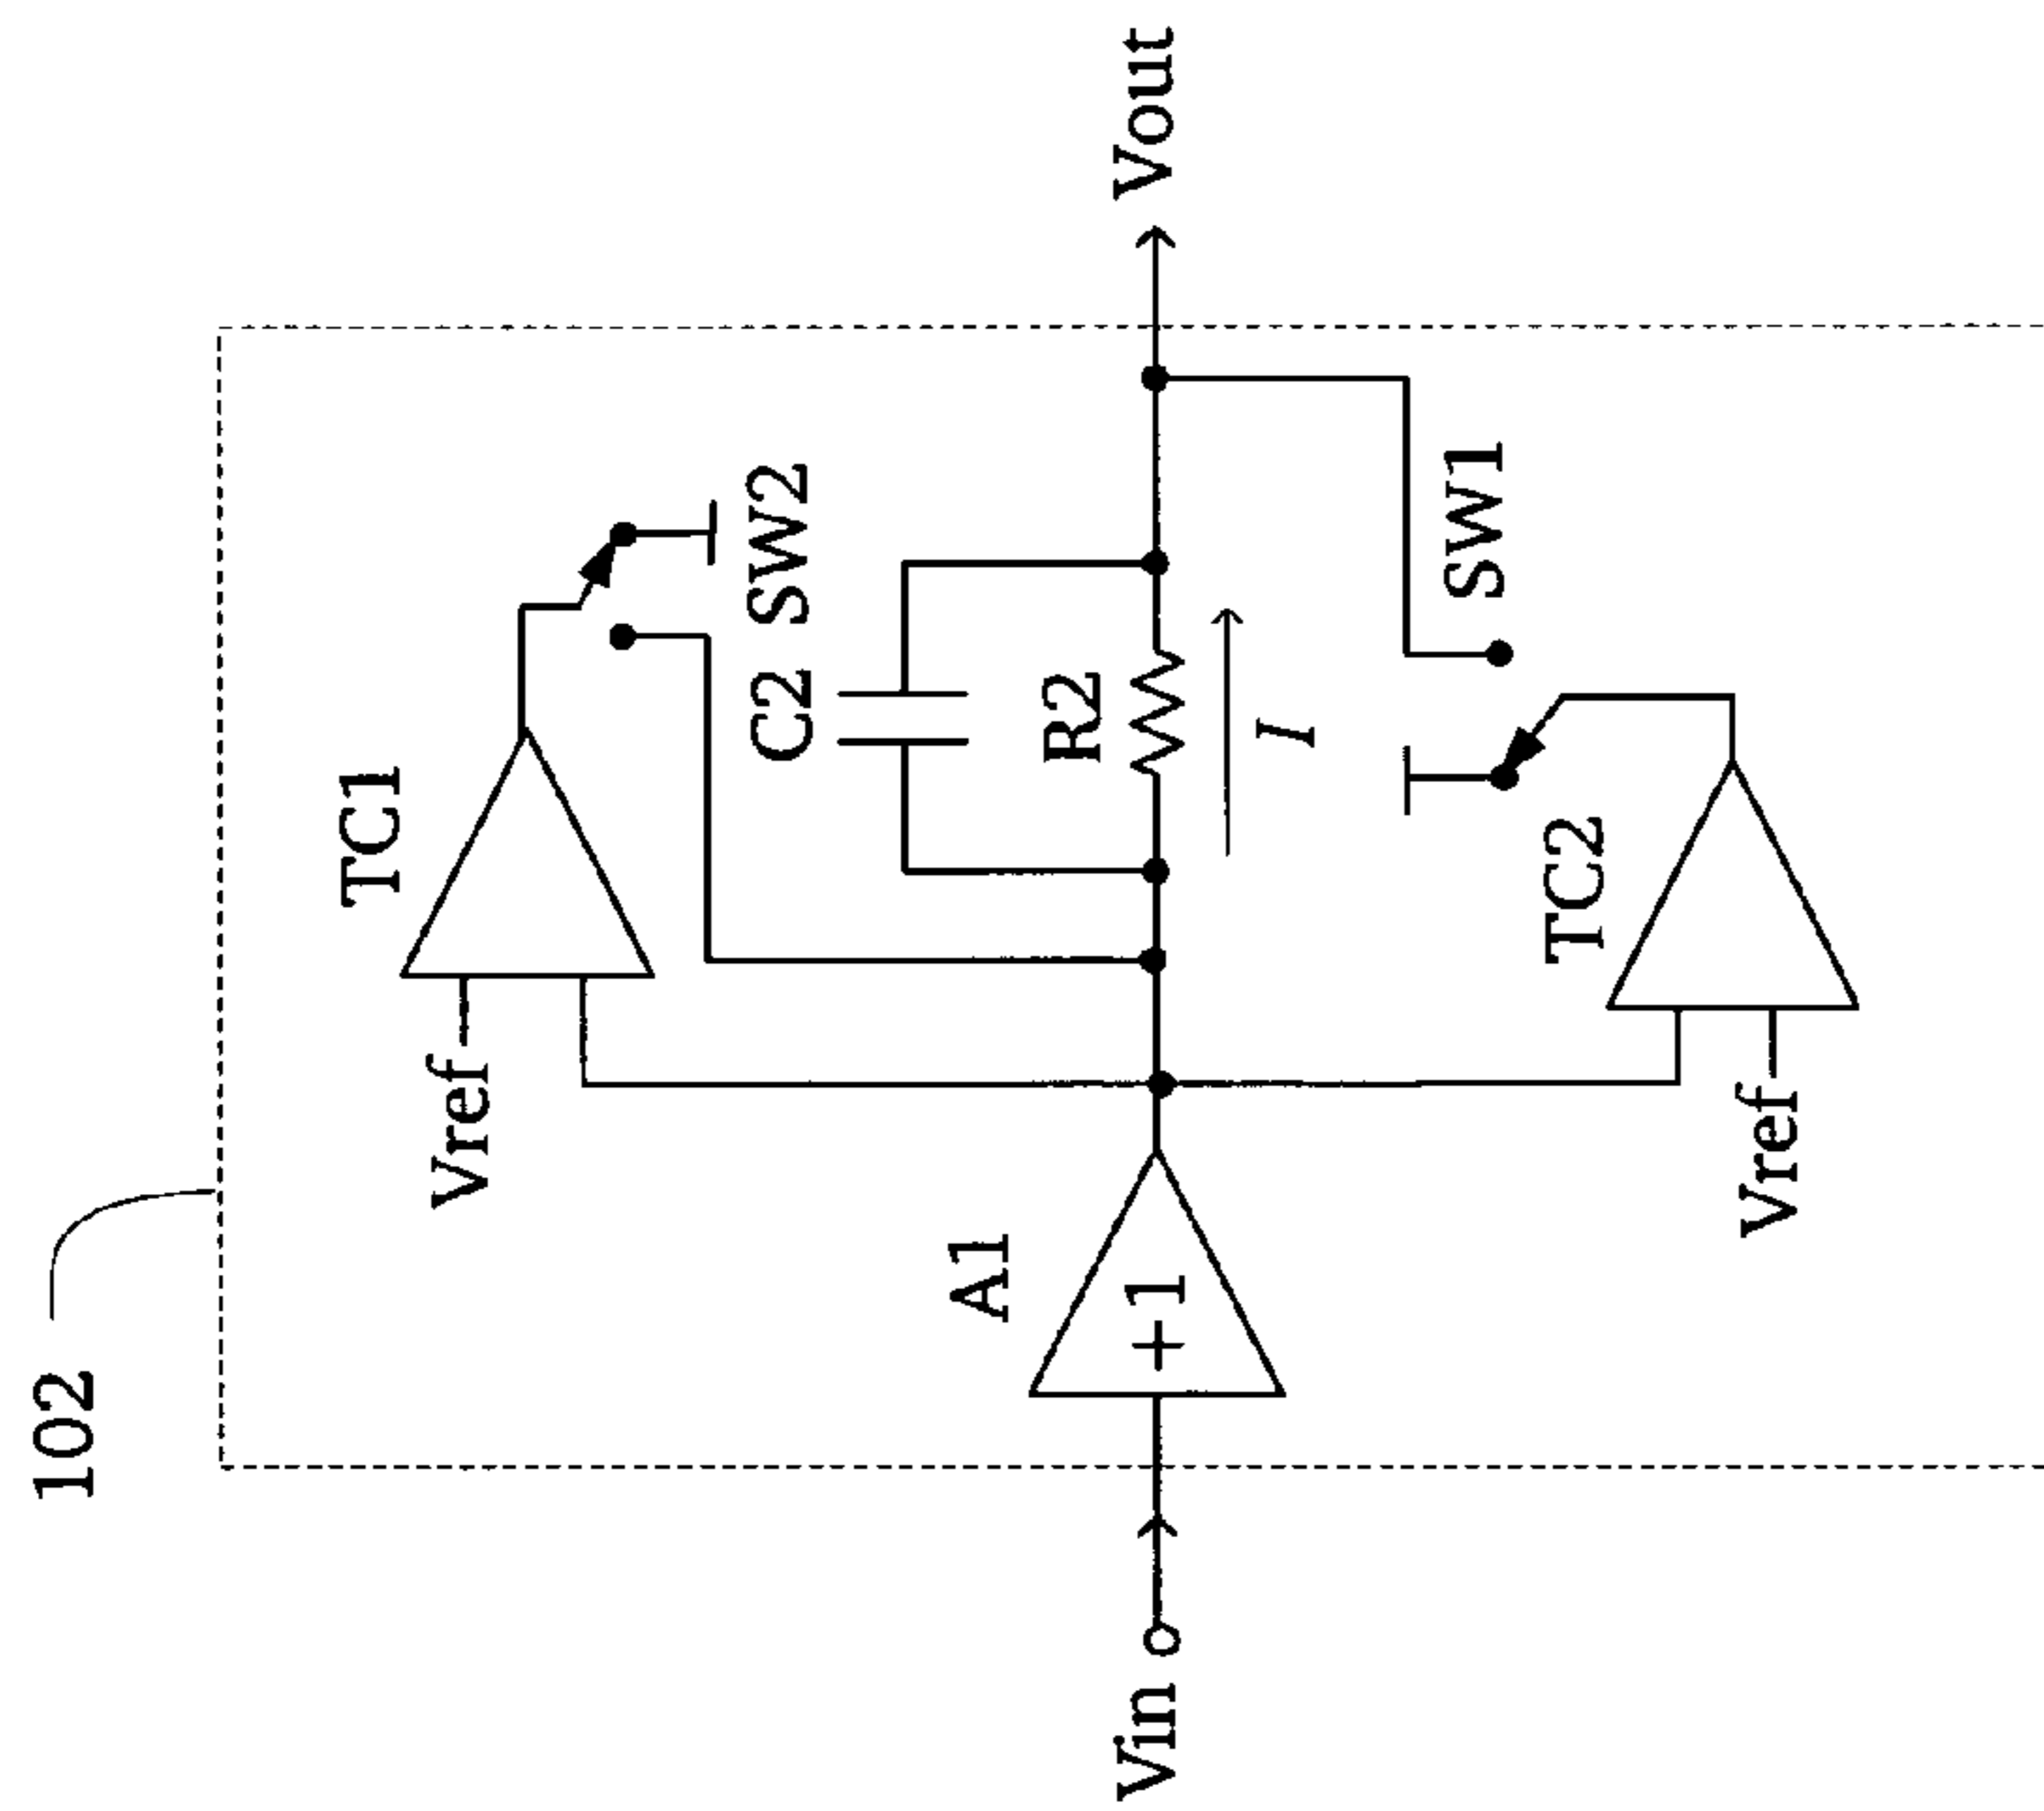 102
TC1
Vref
SW2
C2
A1
+1
R2
I
Vin
Vout
SW1
TC2
Vref